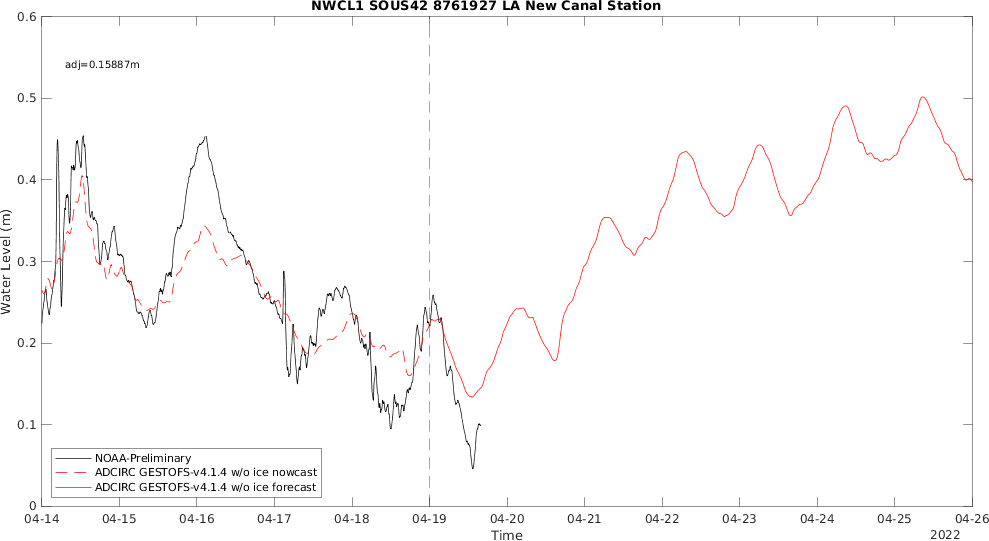 NWCL1 SOUS42 8761927 LA New Canal Station
adj=0.15887m
Water Level (m)
0.6
0.5
0.4
0.3
0.2
0.1
0
NOAA-Preliminary
ADCIRC GESTOFS-v4.1.4 w/o ice nowcast
ADCIRC GESTOFS-v4.1.4 w/o ice forecast
04-14 04-15 04-16 04-17 04-18 04-19 04-20 04-21 04-22 04-23 04-24 04-25 04-26
Time
2022